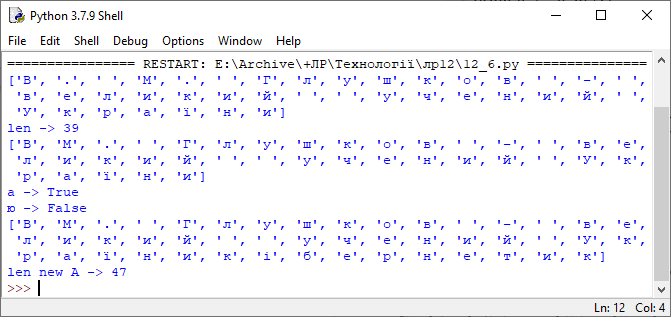 Python 3.7.9 Shell
File Edit Shell Debug Options Window Help
================ RESTART: E:\Archive\+ЛР\Технології\лр12\12_6.py ===============
['В', '.', ' ', 'М', '.', ' ', 'Г', 'л', 'у', 'ш', 'к', 'о', 'в', ' ', '-', ' ',
'в', 'е', 'л', 'и', 'к', 'и', 'й', ' ', ' ', 'у', 'ч', 'е', 'н', 'и', 'й', ' ',
'У', 'к', 'р', 'а', 'ї', 'н', 'и']
len -> 39
['В', 'М', '.', ' ', 'Г', 'л', 'у', 'ш', 'к', 'о', 'в', ' ', '-', ' ', 'в', 'е',
'л', 'и', 'к', 'и', 'й', ' ', ' ', 'у', 'ч', 'е', 'н', 'и', 'й', ' ', 'У', 'к',
'р', 'а', 'ї', 'н', 'и']
а -> True
ю -> False
['В', 'М', '.', ' ', 'Г', 'л', 'у', 'ш', 'к', 'о', 'в', ' ', '-', ' ', 'в', 'е',
'л', 'и', 'к', 'и', 'й', ' ', ' ', 'у', 'ч', 'е', 'н', 'и', 'й', ' ', 'У', 'к',
'р', 'а', 'ї', 'н', 'и', 'к', 'і', 'б', 'е', 'р', 'н', 'е', 'т', 'и', 'к']
len new A -> 47
>>>
Ln: 12 Col: 4